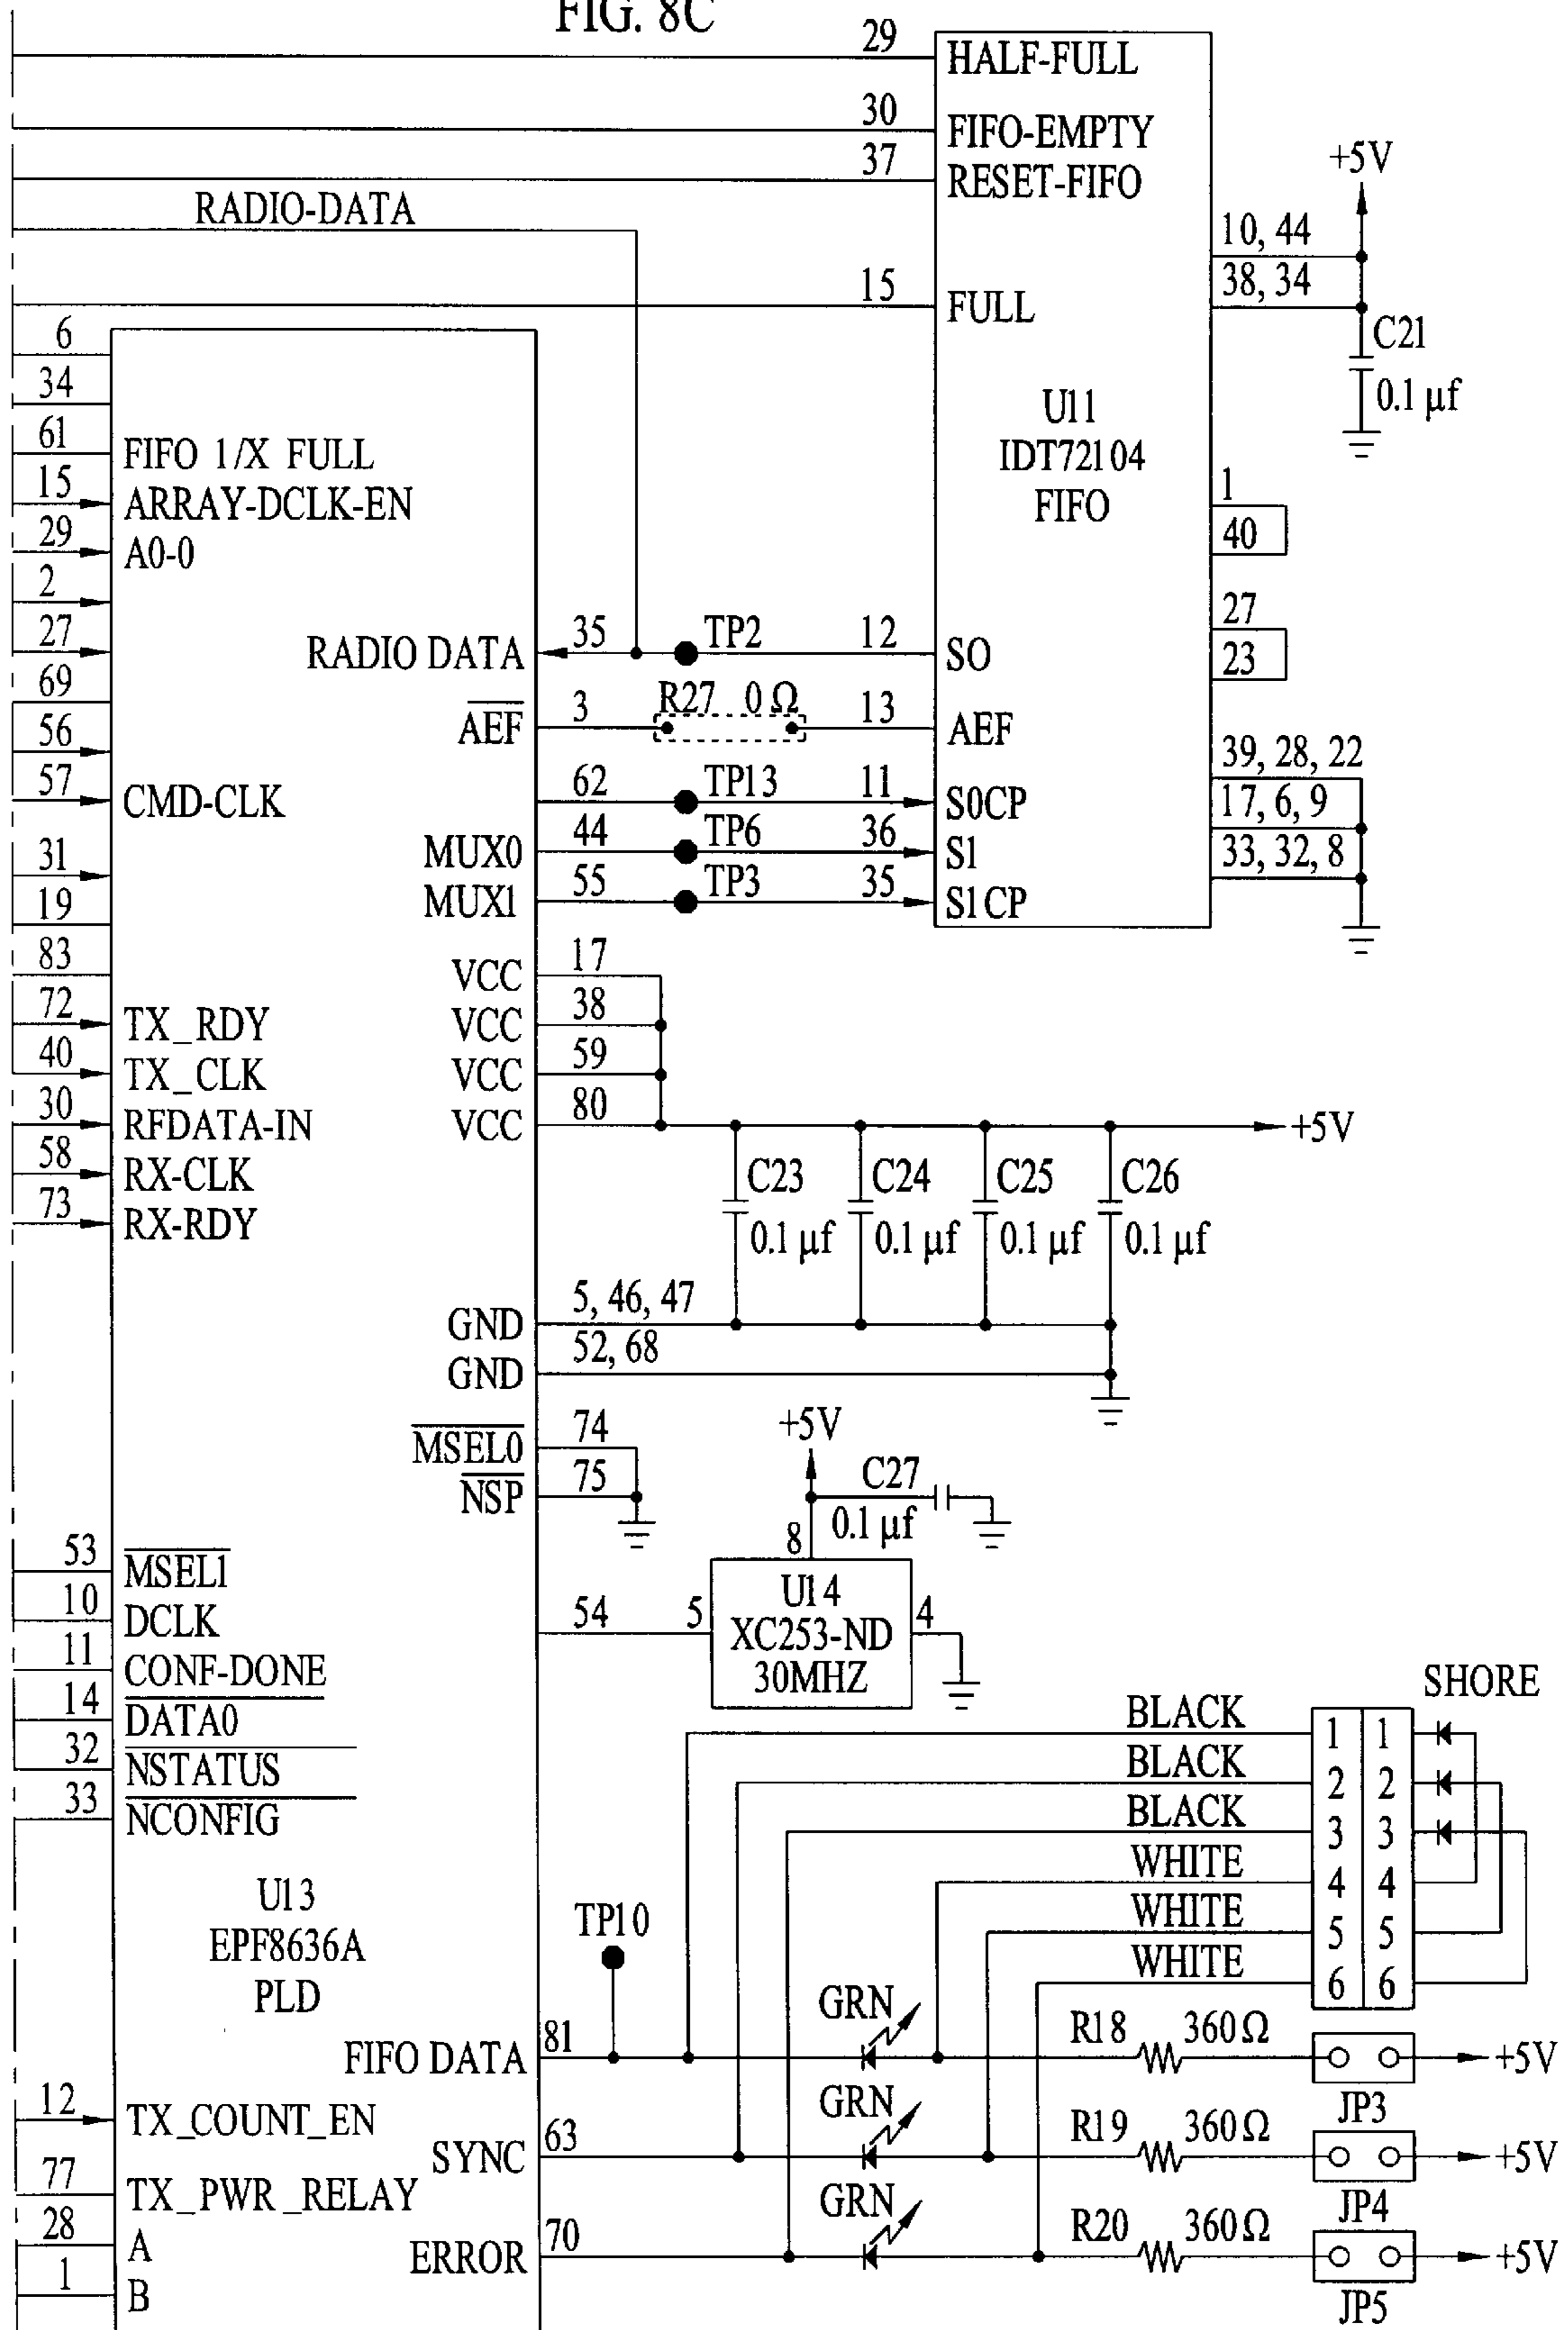 FIG. 8C
29
HALF-FULL
30
FIFO-EMPTY
37
RESET-FIFO
RADIO-DATA
15
FULL
U11
IDT72104
FIFO
+5V
10, 44
38, 34
C21
0.1 µf
1
40
27
23
39, 28, 22
17, 6, 9
33, 32, 8
6
34
61
FIFO 1/X FULL
15
ARRAY-DCLK-EN
29
A0-0
2
27
69
56
57
CMD-CLK
31
19
83
72
TX_RDY
40
TX_CLK
30
RFDATA-IN
58
RX-CLK
73
RX-RDY
RADIO DATA
35
TP2
12
SO
AEF
3
R27 0 Ω
13
AEF
62
TP13
11
S0CP
MUX0
44
TP6
36
S1
MUX1
55
TP3
35
S1CP
VCC
17
VCC
38
VCC
59
VCC
80
+5V
C23
0.1 µf
C24
0.1 µf
C25
0.1 µf
C26
0.1 µf
GND
5, 46, 47
GND
52, 68
MSEL0
74
NSP
75
+5V
C27
0.1 µf
8
U14
XC253-ND
30MHZ
54
5
4
53
MSEL1
10
DCLK
11
CONF-DONE
14
DATA0
32
NSTATUS
33
NCONFIG
U13
EPF8636A
PLD
SHORE
BLACK
1 1
BLACK
2 2
BLACK
3 3
WHITE
4 4
WHITE
5 5
WHITE
6 6
TP10
FIFO DATA
81
GRN
R18 360Ω
JP3
+5V
12
TX_COUNT_EN
SYNC
63
GRN
R19 360Ω
JP4
+5V
77
TX_PWR_RELAY
28
A
1
B
ERROR
70
GRN
R20 360Ω
JP5
+5V